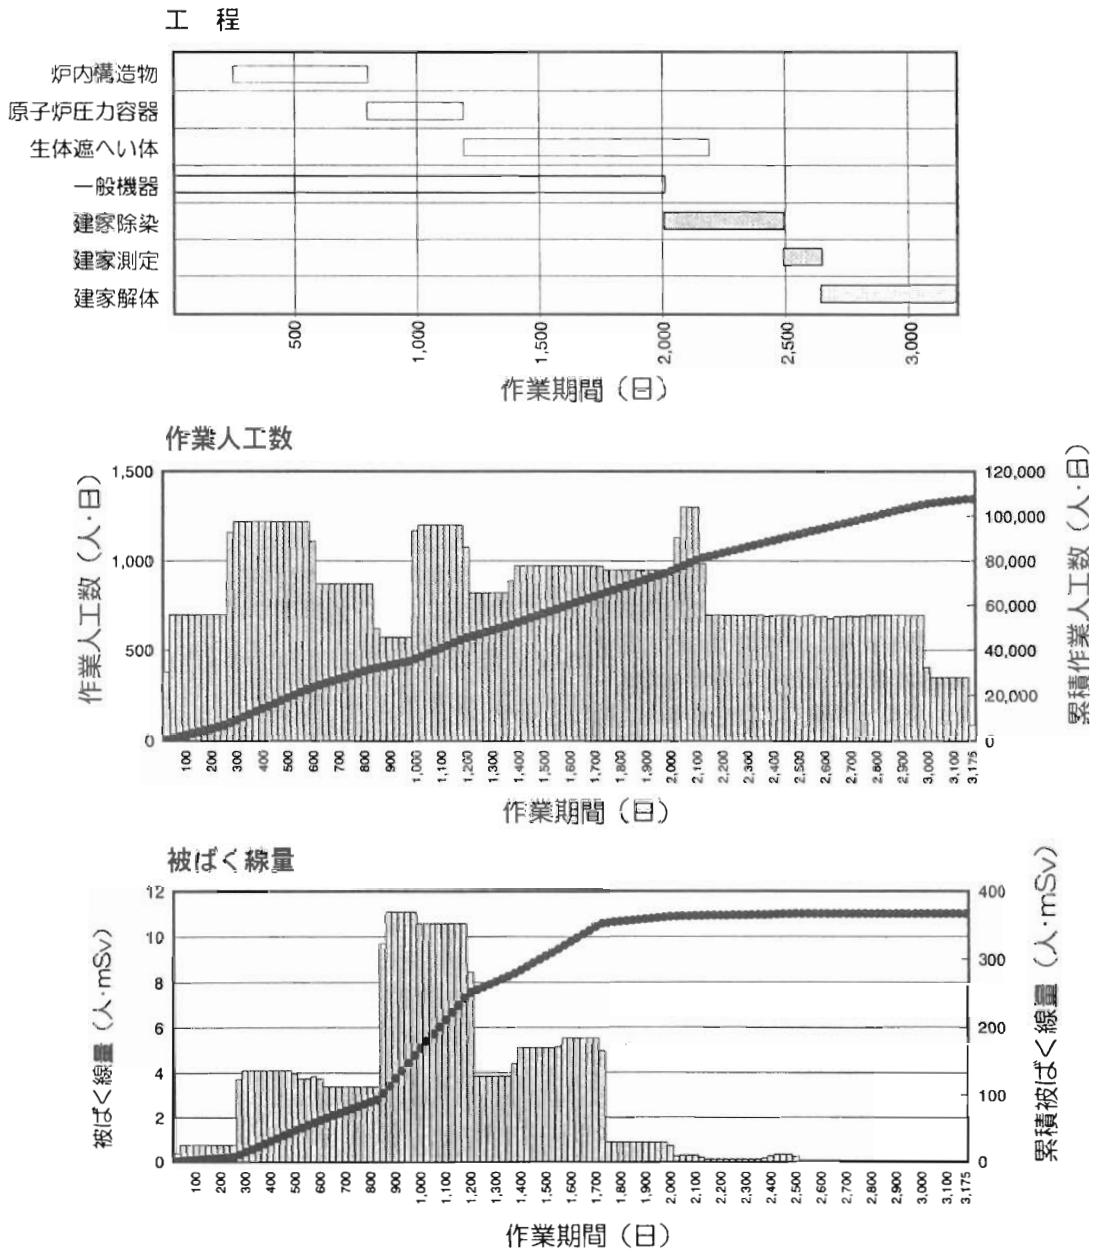 工 程
炉内構造物
原子炉圧力容器
生体遮へい体
一般機器
建家除染
建家測定
建家解体
500 1,000 1,500 2,000 2,500 3,000
作業期間（日）
作業人工数
作業人工数（人・日）
1,500
1,000
500
0
120,000
100,000
80,000
60,000
40,000
20,000
0
累積作業人工数（人・日）
100 200 300 400 500 600 700 800 900 1,000 1,100 1,200 1,300 1,400 1,500 1,600 1,700 1,800 1,900 2,000 2,100 2,200 2,300 2,400 2,500 2,600 2,700 2,800 2,900 3,000 3,100 3,175
作業期間（日）
被ばく線量
被ばく線量（人・mSv）
12
10
8
6
4
2
0
400
300
200
100
0
累積被ばく線量（人・mSv）
100 200 300 400 500 600 700 800 900 1,000 1,100 1,200 1,300 1,400 1,500 1,600 1,700 1,800 1,900 2,000 2,100 2,200 2,300 2,400 2,500 2,600 2,700 2,800 2,900 3,000 3,100 3,175
作業期間（日）